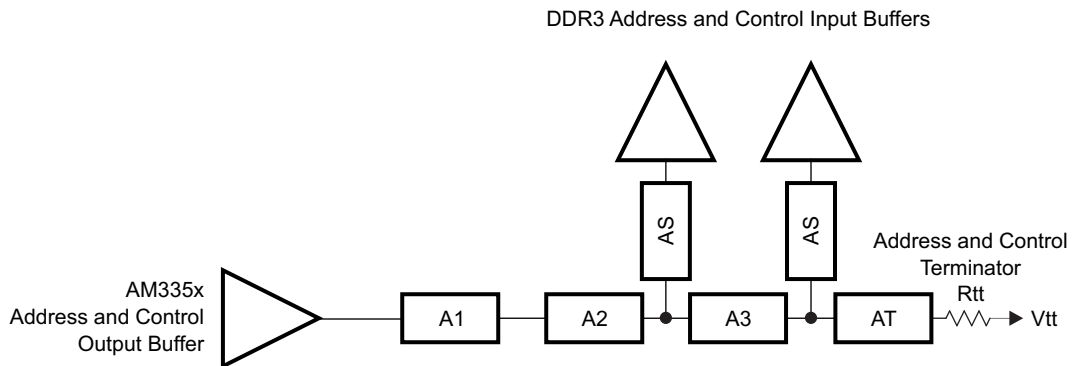 DDR3 Address and Control Input Buffers
AS
AS
Address and Control
Terminator
Rtt
AM335x
Address and Control
Output Buffer
A1
A2
A3
AT
Vtt